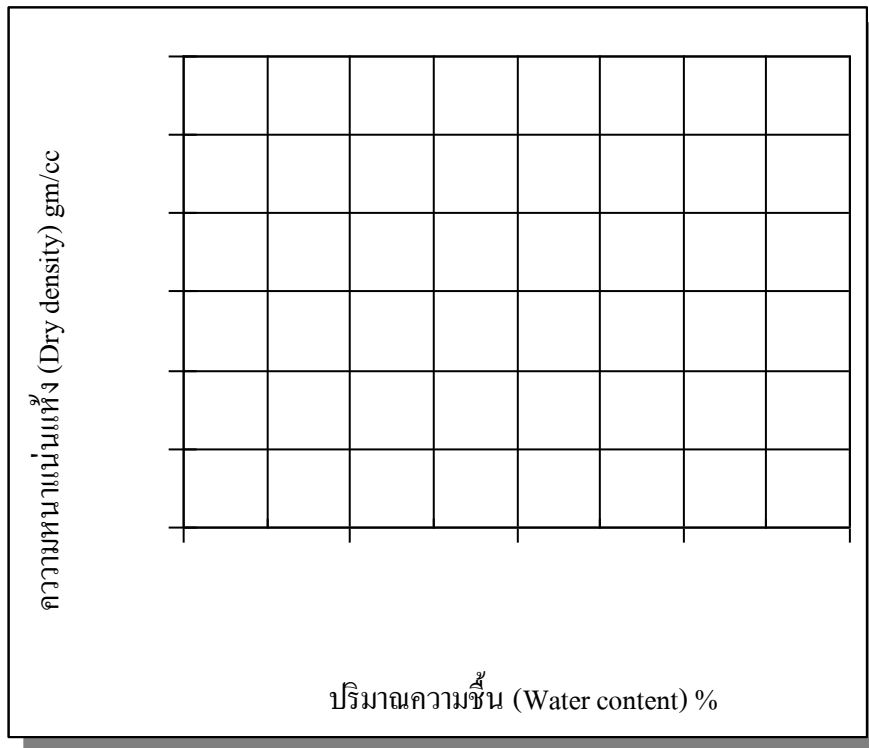 ควาามหนาแน่นแห้ง (Dry density) gm/cc
ปริมาณความชื้น (Water content) %